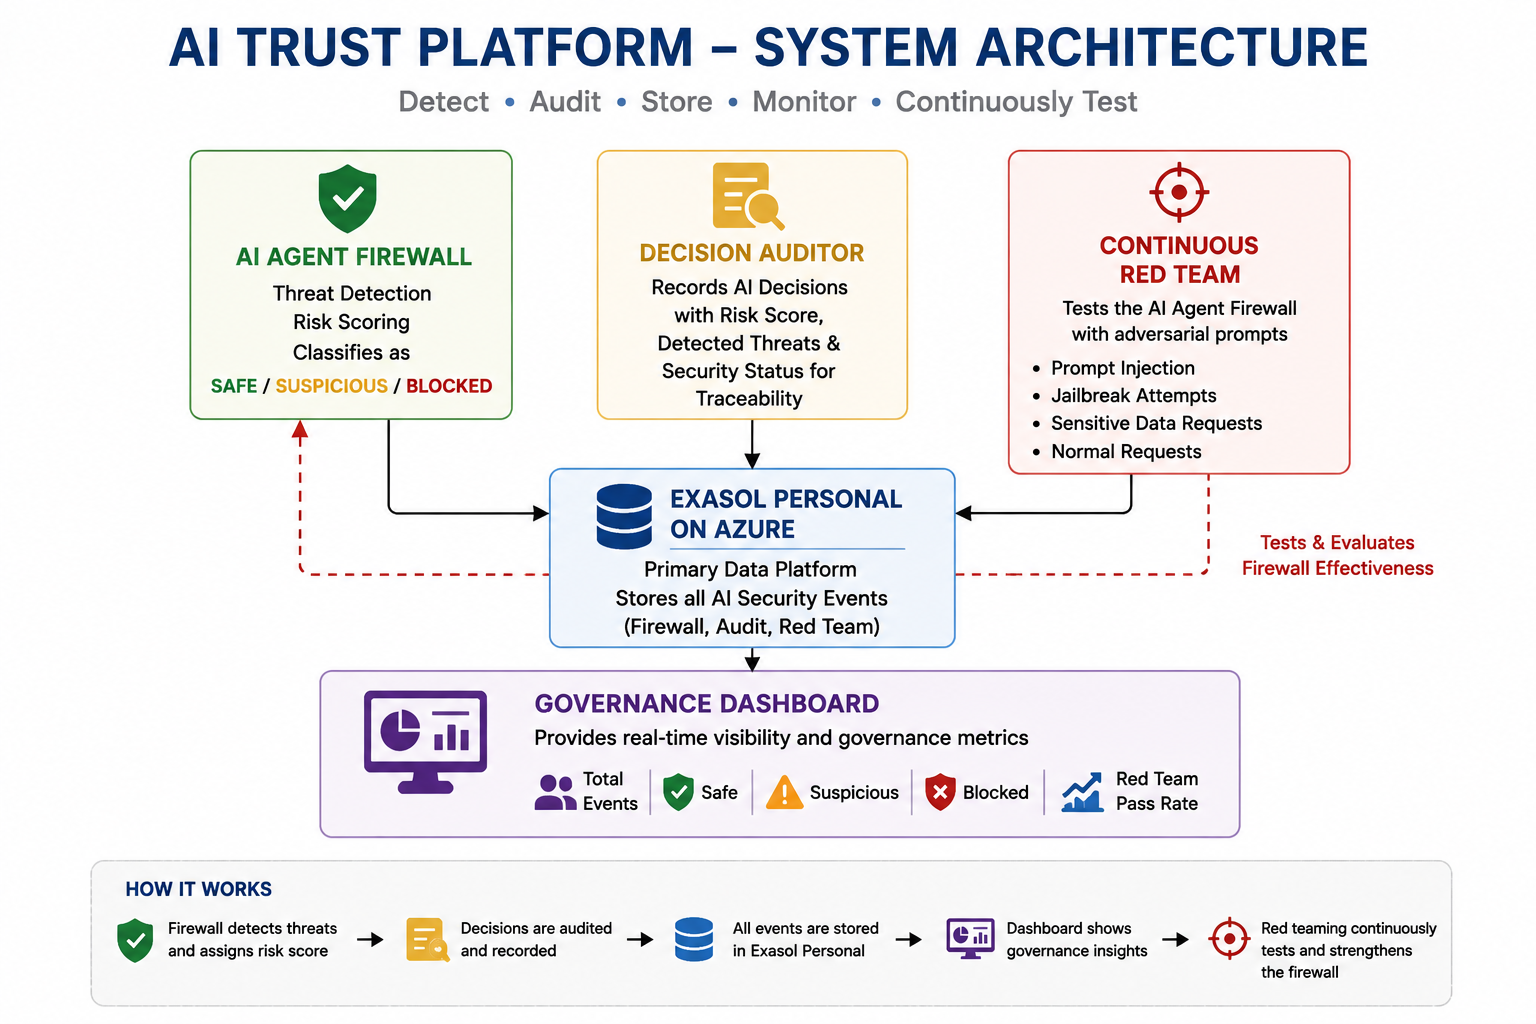 AI TRUST PLATFORM – SYSTEM ARCHITECTURE
Detect • Audit • Store • Monitor • Continuously Test
AI AGENT FIREWALL
Threat Detection
Risk Scoring
Classifies as
SAFE / SUSPICIOUS / BLOCKED
DECISION AUDITOR
Records AI Decisions
with Risk Score,
Detected Threats &
Security Status for
Traceability
CONTINUOUS
RED TEAM
Tests the AI Agent Firewall
with adversarial prompts
• Prompt Injection
• Jailbreak Attempts
• Sensitive Data Requests
• Normal Requests
EXASOL PERSONAL
ON AZURE
Primary Data Platform
Stores all AI Security Events
(Firewall, Audit, Red Team)
Tests & Evaluates
Firewall Effectiveness
GOVERNANCE DASHBOARD
Provides real-time visibility and governance metrics
Total
Events
Safe
Suspicious
Blocked
Red Team
Pass Rate
HOW IT WORKS
Firewall detects threats
and assigns risk score
Decisions are audited
and recorded
All events are stored
in Exasol Personal
Dashboard shows
governance insights
Red teaming continuously
tests and strengthens
the firewall